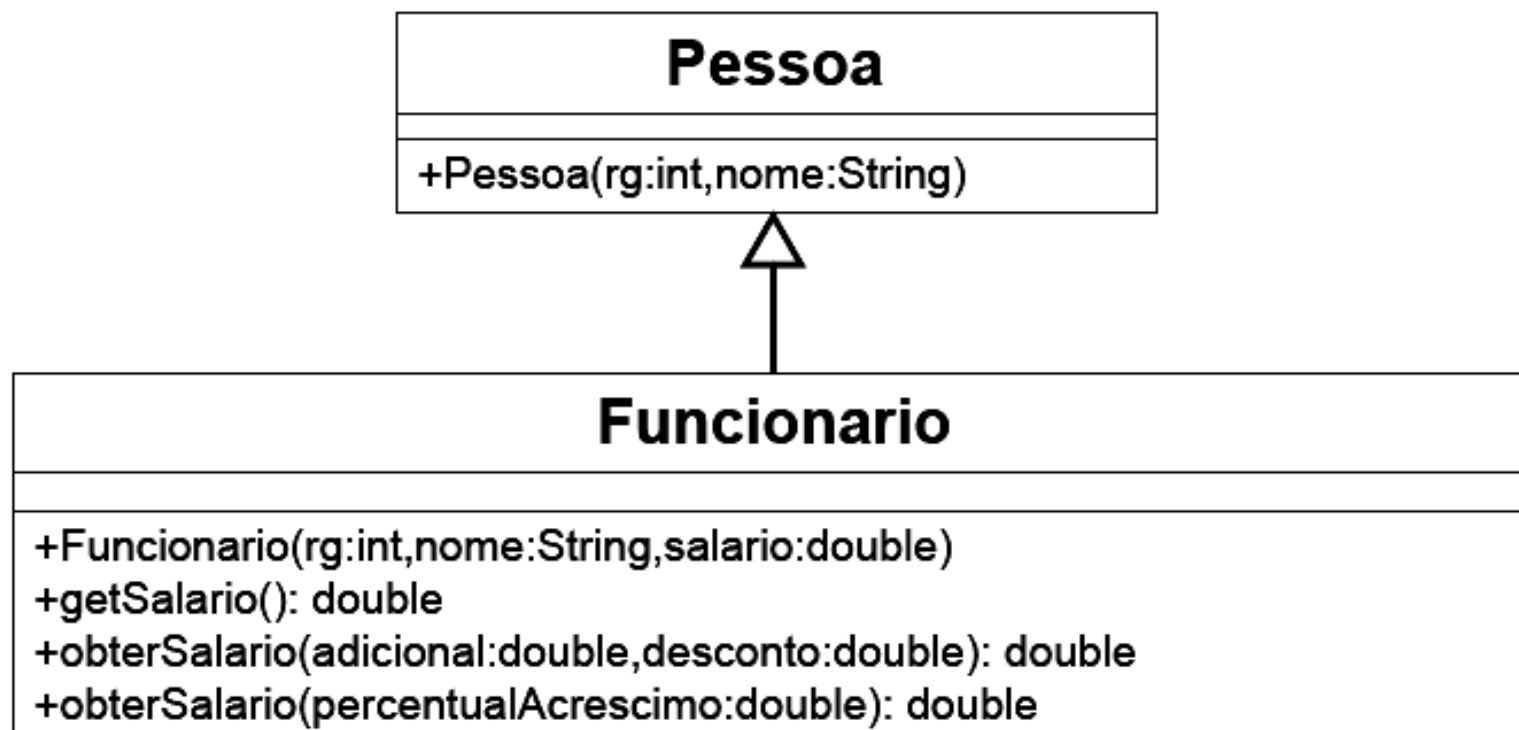 Pessoa
+Pessoa(rg:int,nome:String)
Funcionario
+Funcionario(rg:int,nome:String,salario:double)
+getSalario(): double
+obterSalario(adicional:double,desconto:double): double
+obterSalario(percentualAcrescimo:double): double